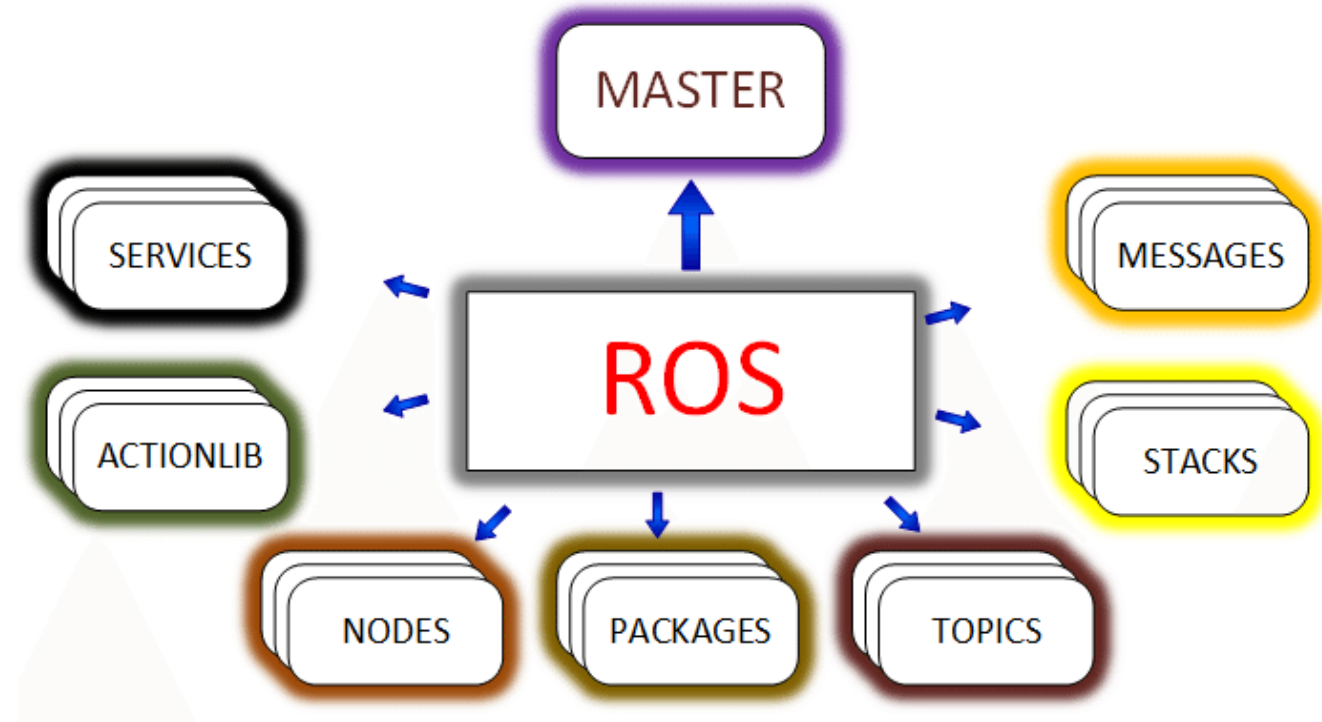 MASTER
SERVICES
MESSAGES
ROS
ACTIONLIB
STACKS
NODES
PACKAGES
TOPICS